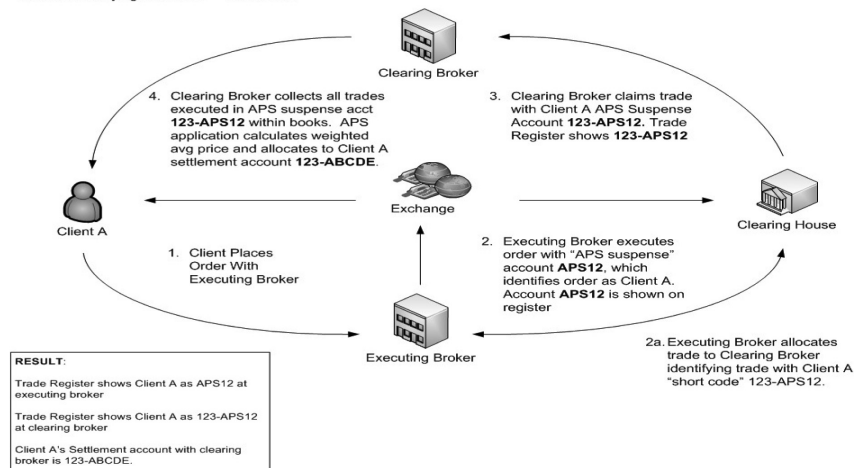 Clearing Broker
4. Clearing Broker collects all trades
executed in APS suspense acct
123-APS12 within books. APS
application calculates weighted
avg price and allocates to Client A
settlement account 123-ABCDE.
3. Clearing Broker claims trade
with Client A APS Suspense
Account 123-APS12. Trade
Register shows 123-APS12
Exchange
Client A
Clearing House
1. Client Places
Order With
Executing Broker
2. Executing Broker executes
order with "APS suspense"
account APS12, which
identifies order as Client A.
Account APS12 is shown on
register
Executing Broker
2a. Executing Broker allocates
trade to Clearing Broker
identifying trade with Client A
"short code" 123-APS12.
RESULT:
Trade Register shows Client A as APS12 at
executing broker
Trade Register shows Client A as 123-APS12
at clearing broker
Client A's Settlement account with clearing
broker is 123-ABCDE.